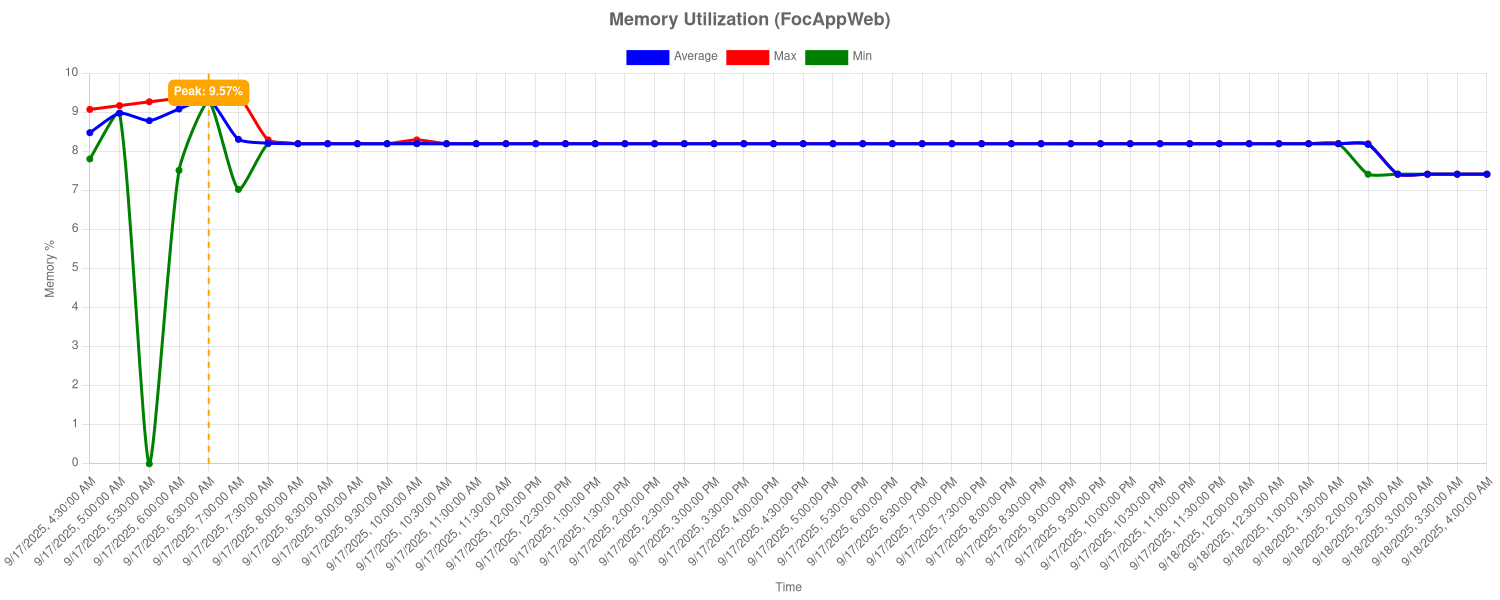 Memory Utilization (FocAppWeb)
Average Max Min
Peak: 9.57%
10
9
8
7
6
5
4
3
2
1
0
Memory %
9/17/2025, 4:30:00 AM
9/17/2025, 5:00:00 AM
9/17/2025, 5:30:00 AM
9/17/2025, 6:00:00 AM
9/17/2025, 6:30:00 AM
9/17/2025, 7:00:00 AM
9/17/2025, 7:30:00 AM
9/17/2025, 8:00:00 AM
9/17/2025, 8:30:00 AM
9/17/2025, 9:00:00 AM
9/17/2025, 9:30:00 AM
9/17/2025, 10:00:00 AM
9/17/2025, 10:30:00 AM
9/17/2025, 11:00:00 AM
9/17/2025, 11:30:00 AM
9/17/2025, 12:00:00 PM
9/17/2025, 12:30:00 PM
9/17/2025, 1:00:00 PM
9/17/2025, 1:30:00 PM
9/17/2025, 2:00:00 PM
9/17/2025, 2:30:00 PM
9/17/2025, 3:00:00 PM
9/17/2025, 3:30:00 PM
9/17/2025, 4:00:00 PM
9/17/2025, 4:30:00 PM
9/17/2025, 5:00:00 PM
9/17/2025, 5:30:00 PM
9/17/2025, 6:00:00 PM
9/17/2025, 6:30:00 PM
9/17/2025, 7:00:00 PM
9/17/2025, 7:30:00 PM
9/17/2025, 8:00:00 PM
9/17/2025, 8:30:00 PM
9/17/2025, 9:00:00 PM
9/17/2025, 9:30:00 PM
9/17/2025, 10:00:00 PM
9/17/2025, 10:30:00 PM
9/17/2025, 11:00:00 PM
9/17/2025, 11:30:00 PM
9/18/2025, 12:00:00 AM
9/18/2025, 12:30:00 AM
9/18/2025, 1:00:00 AM
9/18/2025, 1:30:00 AM
9/18/2025, 2:00:00 AM
9/18/2025, 2:30:00 AM
9/18/2025, 3:00:00 AM
9/18/2025, 3:30:00 AM
9/18/2025, 4:00:00 AM
Time